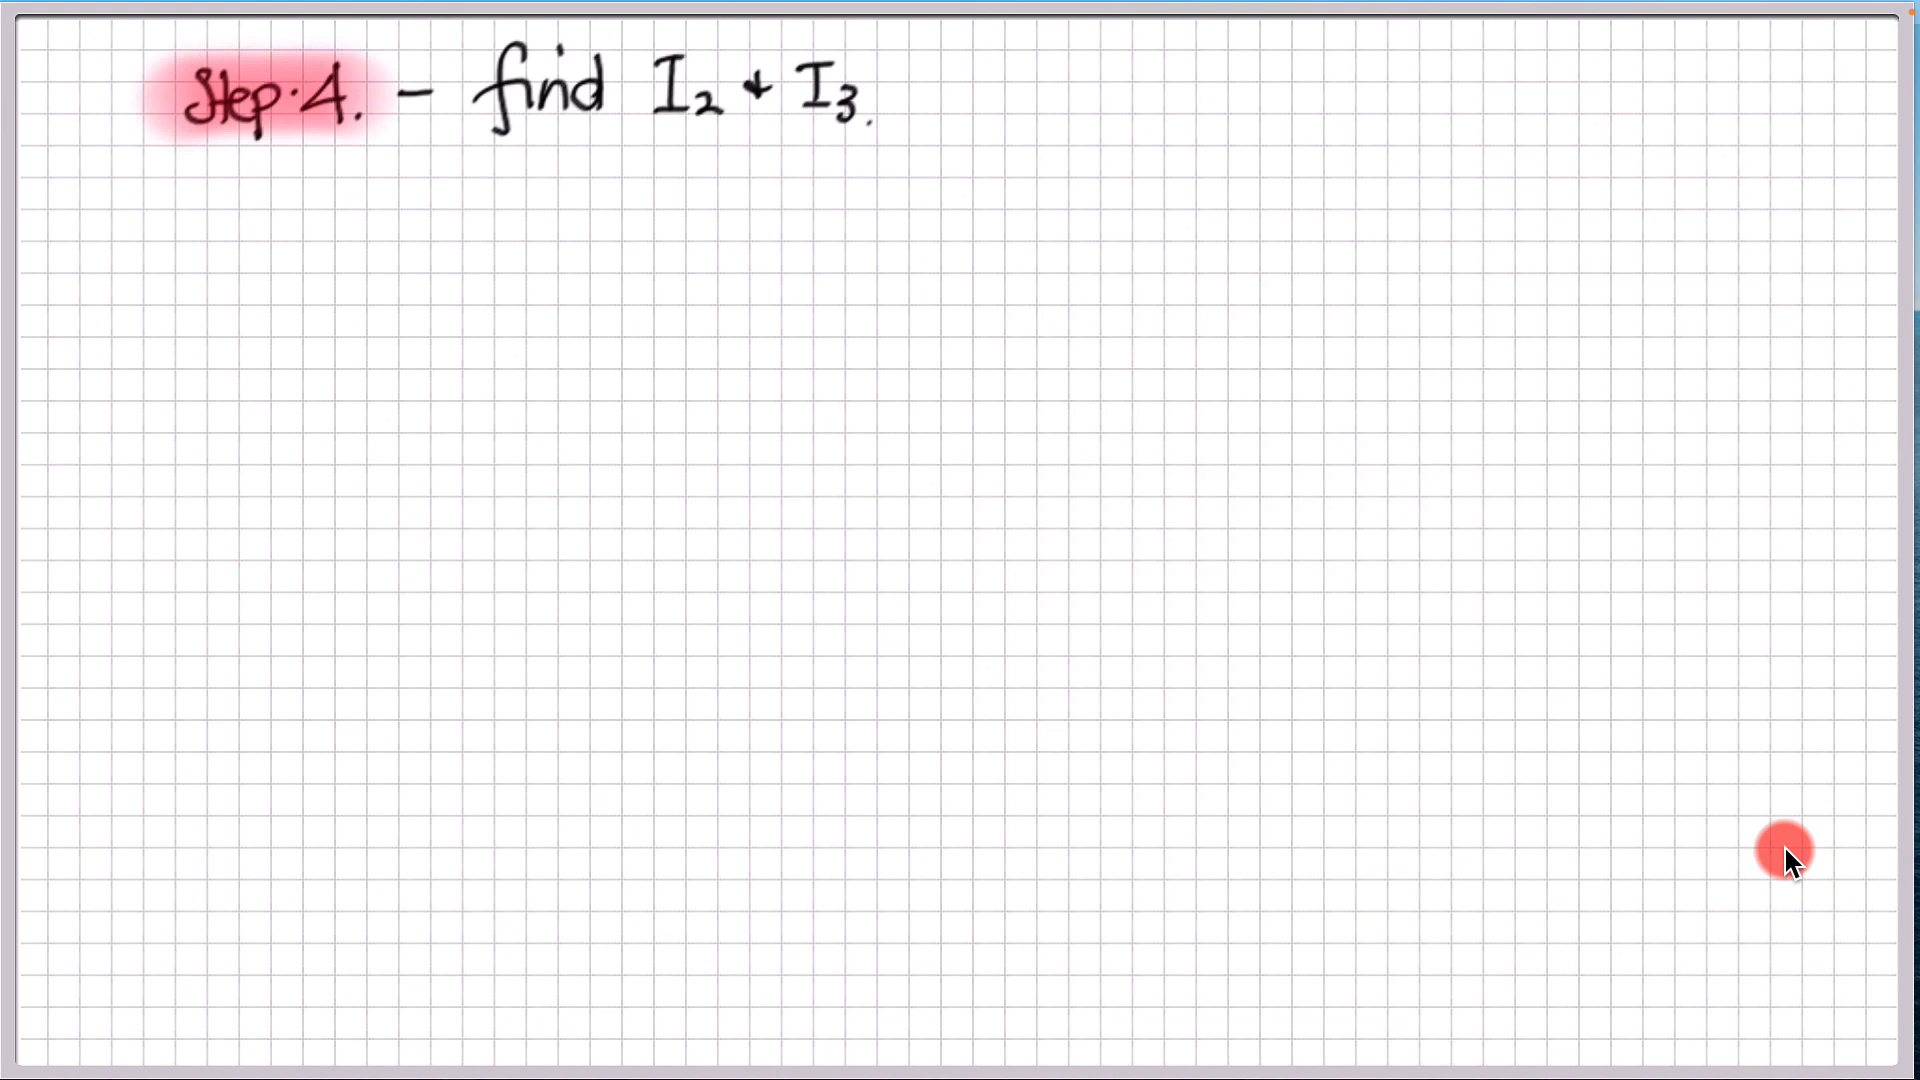 Step.4. - find I₂ + I₃.